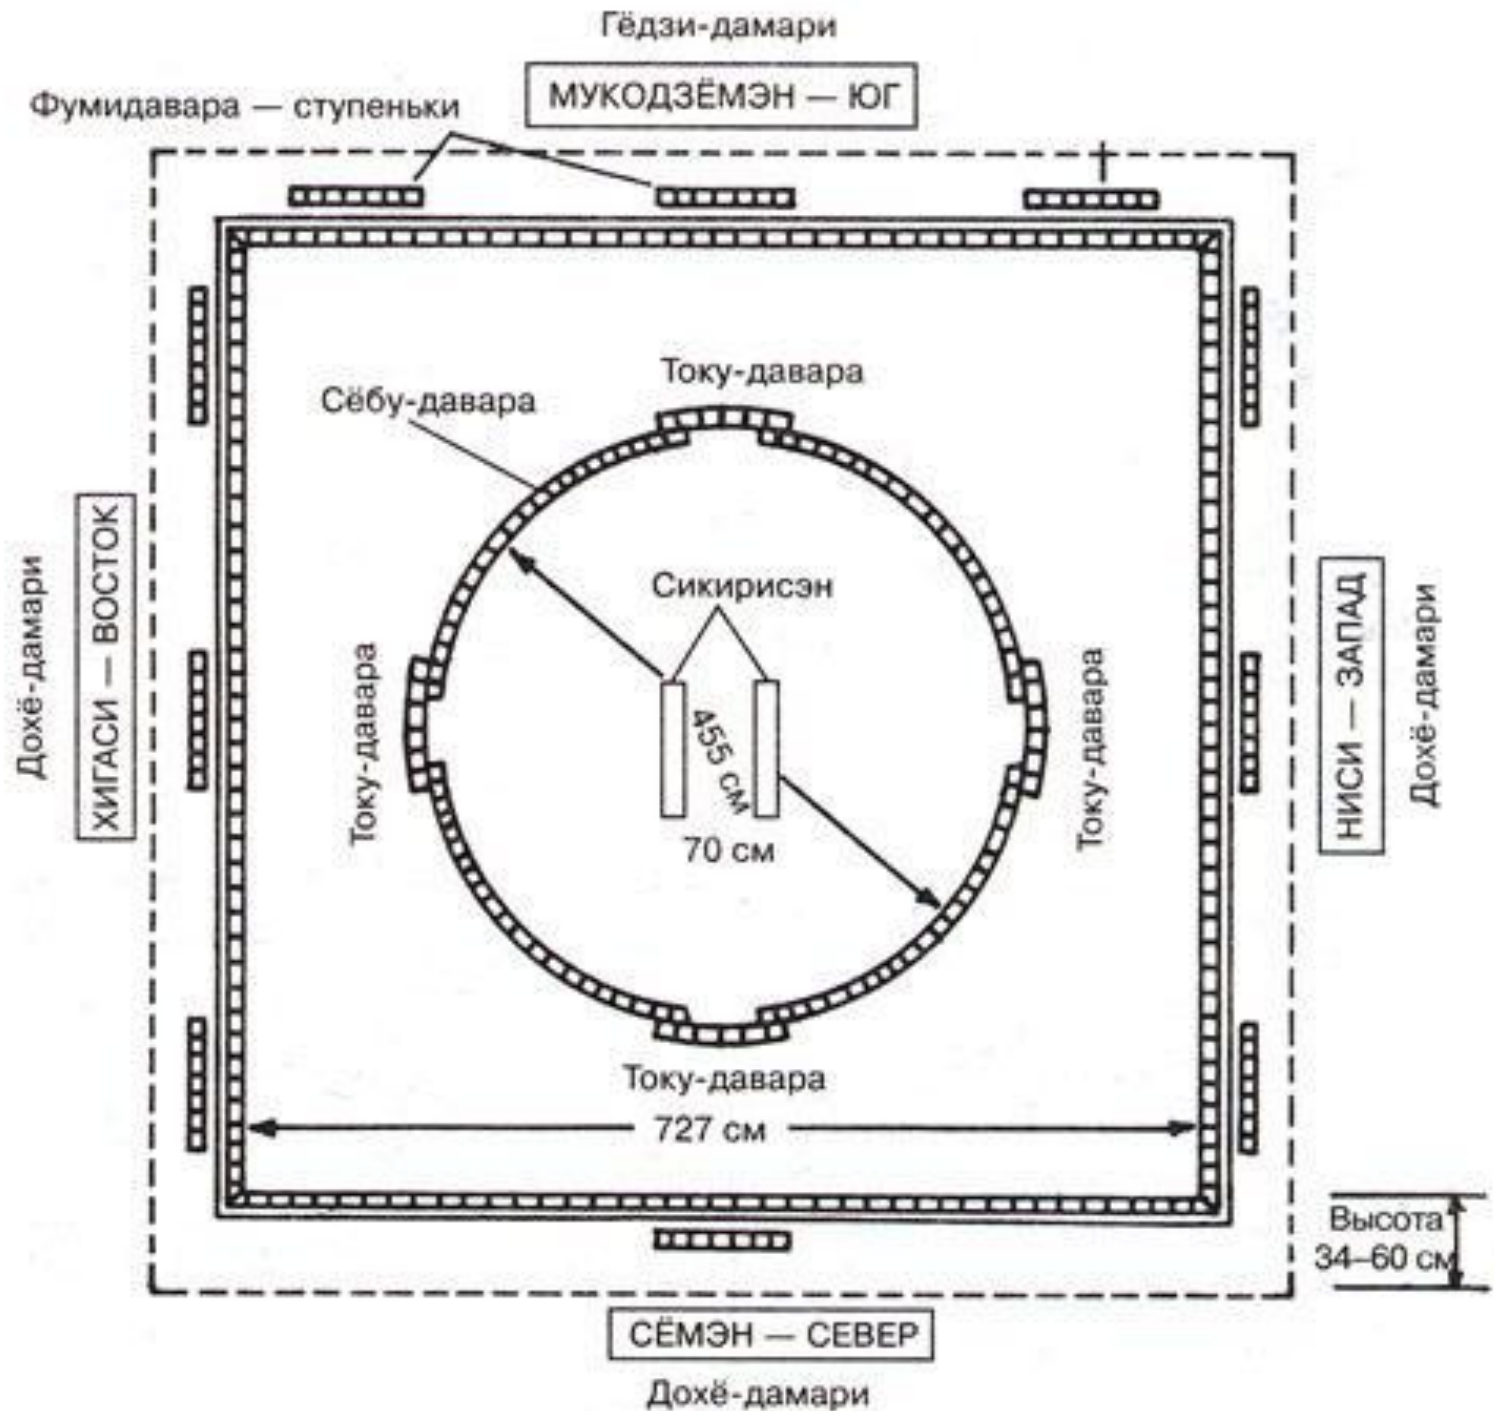 Гёдзи-дамари
МУКОДЗЁМЭН — ЮГ
Фумидавара — ступеньки
Току-давара
Сёбу-давара
Сикирисэн
455 см
70 см
Току-давара
Току-давара
ХИГАСИ — ВОСТОК
Дохё-дамари
НИСИ — ЗАПАД
Дохё-дамари
Току-давара
727 см
Высота
34–60 см
СЁМЭН — СЕВЕР
Дохё-дамари